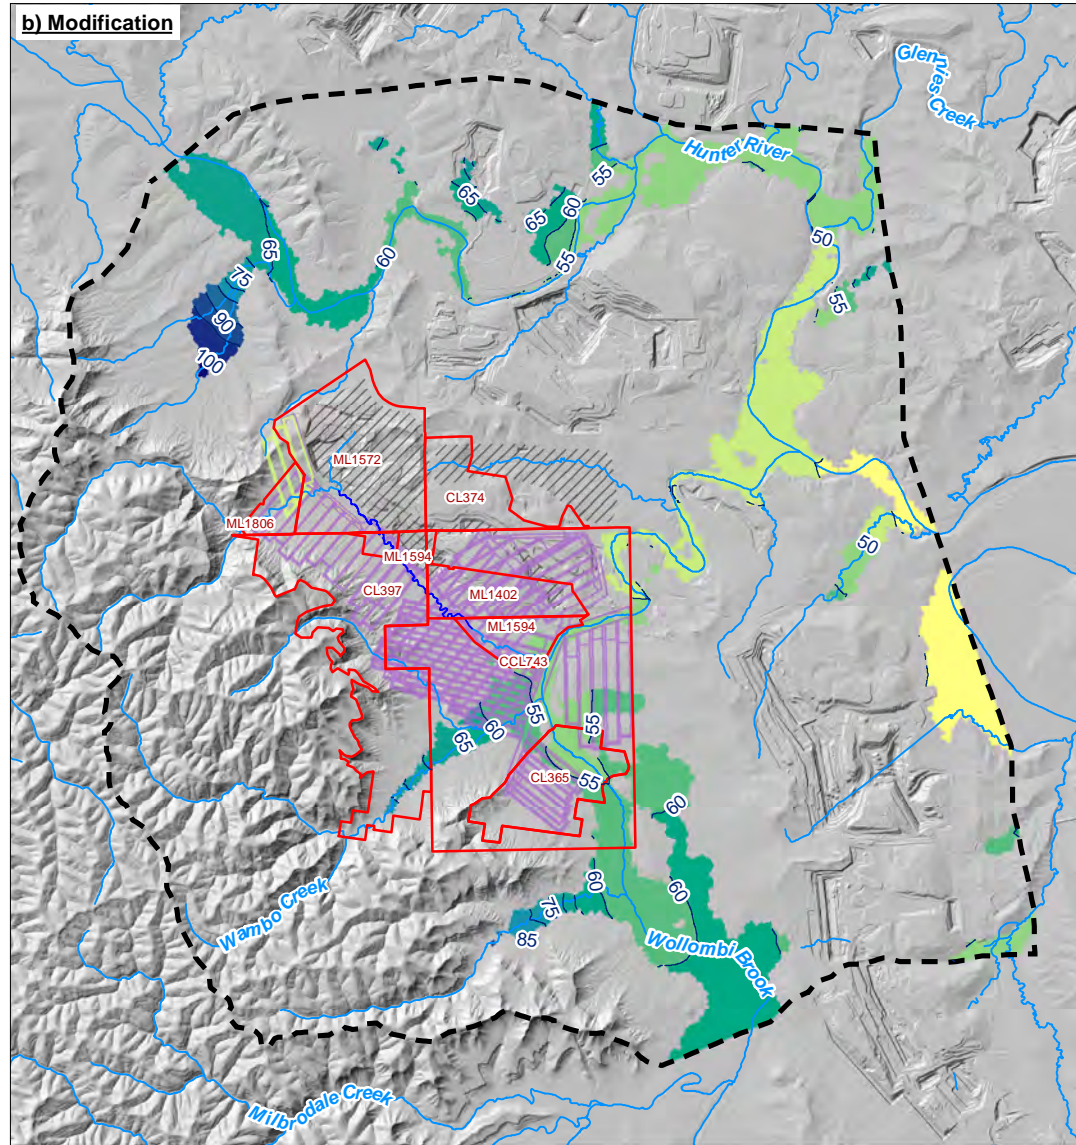 b) Modification
Glennies Creek
Hunter River
55
65
65
60
50
65
60
55
75
55
90
100
ML1572
CL374
ML1806
50
ML1594
CL397
ML1402
ML1594
CCL743
55
55
60
65
CL365
55
60
60
60
75
85
Wambo Creek
Wollombi Brook
Milbrodale Creek